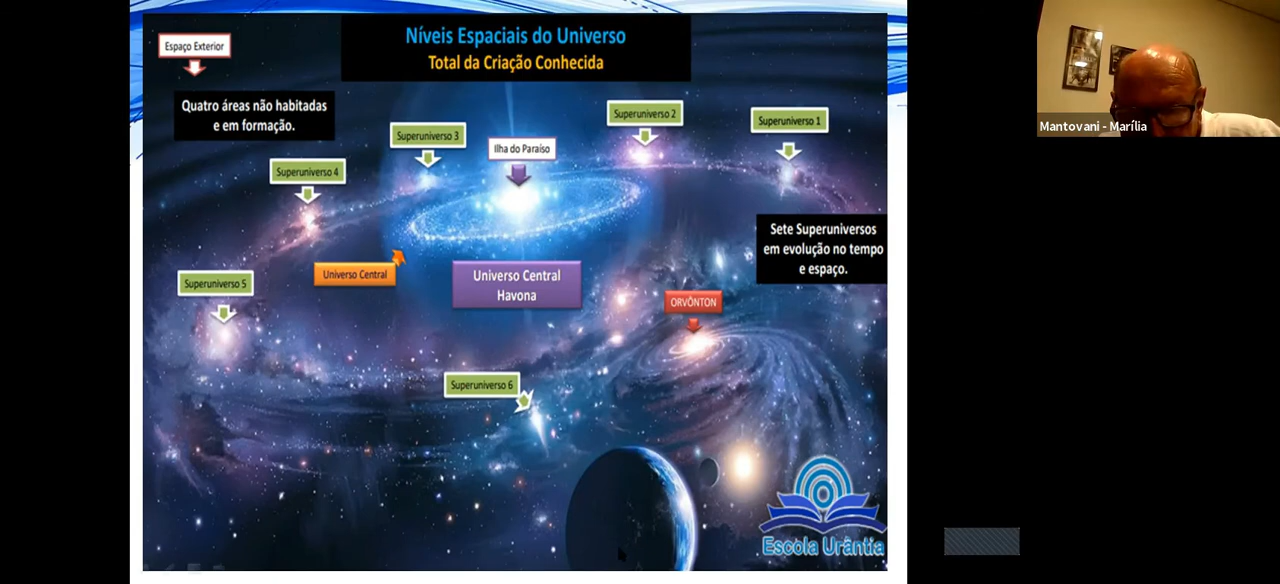 Níveis Espaciais do Universo
Total da Criação Conhecida
Espaço Exterior
Quatro áreas não habitadas
e em formação.
Superuniverso 4
Superuniverso 3
Ilha do Paraíso
Superuniverso 2
Superuniverso 1
Sete Superuniversos
em evolução no tempo
e espaço.
Universo Central
Universo Central
Havona
Superuniverso 5
ORVÔNTON
Superuniverso 6
Escola Urântia
Mantovani - Marília